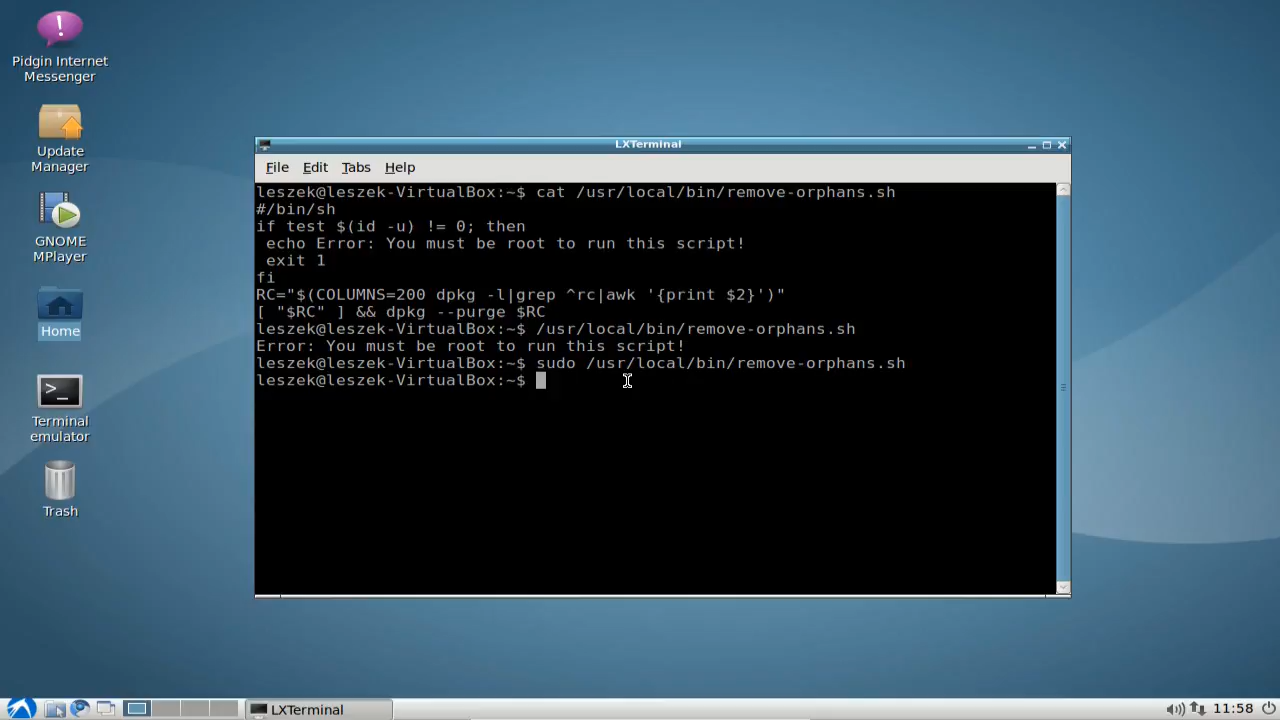 Pidgin Internet
Messenger
Update
Manager
GNOME
MPlayer
Home
Terminal
emulator
Trash
LXTerminal
File Edit Tabs Help
leszek@leszek-VirtualBox:~$ cat /usr/local/bin/remove-orphans.sh
#/bin/sh
if test $(id -u) != 0; then
 echo Error: You must be root to run this script!
 exit 1
fi
RC="$(COLUMNS=200 dpkg -l|grep ^rc|awk '{print $2}')"
[ "$RC" ] && dpkg --purge $RC
leszek@leszek-VirtualBox:~$ /usr/local/bin/remove-orphans.sh
Error: You must be root to run this script!
leszek@leszek-VirtualBox:~$ sudo /usr/local/bin/remove-orphans.sh
leszek@leszek-VirtualBox:~$
LXTerminal
11:58